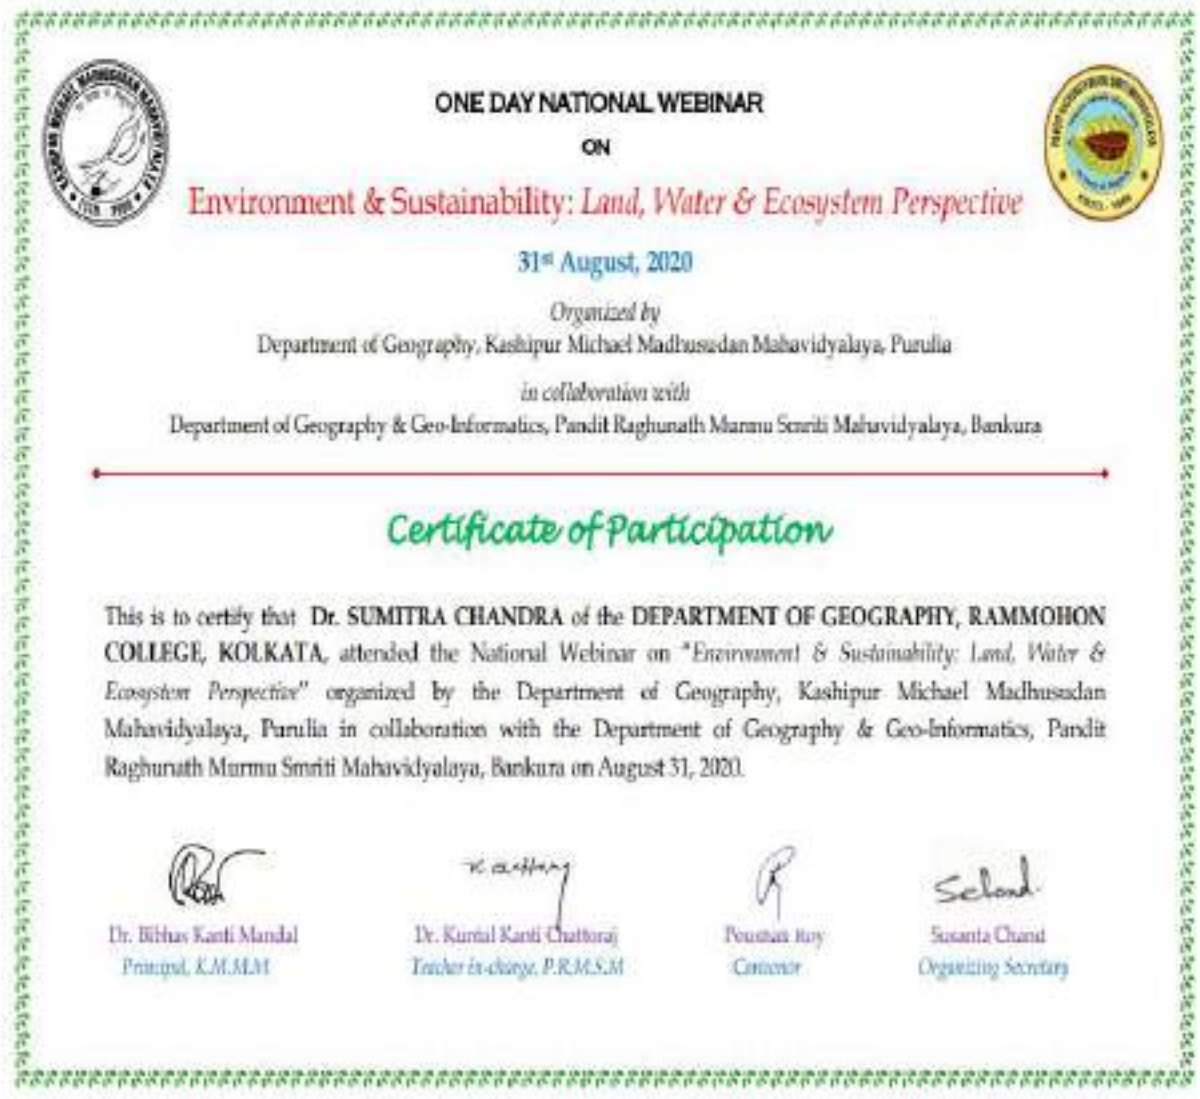 ONE DAY NATIONAL WEBINAR
ON
Environment & Sustainability: Land, Water & Ecosystem Perspective
31st August, 2020
Organized by
Department of Geography, Kashipur Michael Madhusudan Mahavidyalaya, Purulia
in collaboration with
Department of Geography & Geo-Informatics, Pandit Raghunath Murmu Smriti Mahavidyalaya, Bankura
Certificate of Participation
This is to certify that Dr. SUMITRA CHANDRA of the DEPARTMENT OF GEOGRAPHY, RAMMOHON
COLLEGE, KOLKATA, attended the National Webinar on "Environment & Sustainability: Land, Water &
Ecosystem Perspective" organized by the Department of Geography, Kashipur Michael Madhusudan
Mahavidyalaya, Purulia in collaboration with the Department of Geography & Geo-Informatics, Pandit
Raghunath Murmu Smriti Mahavidyalaya, Bankura on August 31, 2020.
Dr. Bibhas Kanti Mandal
Principal, K.M.M.M
Dr. Kuntal Kanti Chattoraj
Teacher in-charge, P.R.M.S.M
Roy
Convenor
Susanta Chand
Organizing Secretary